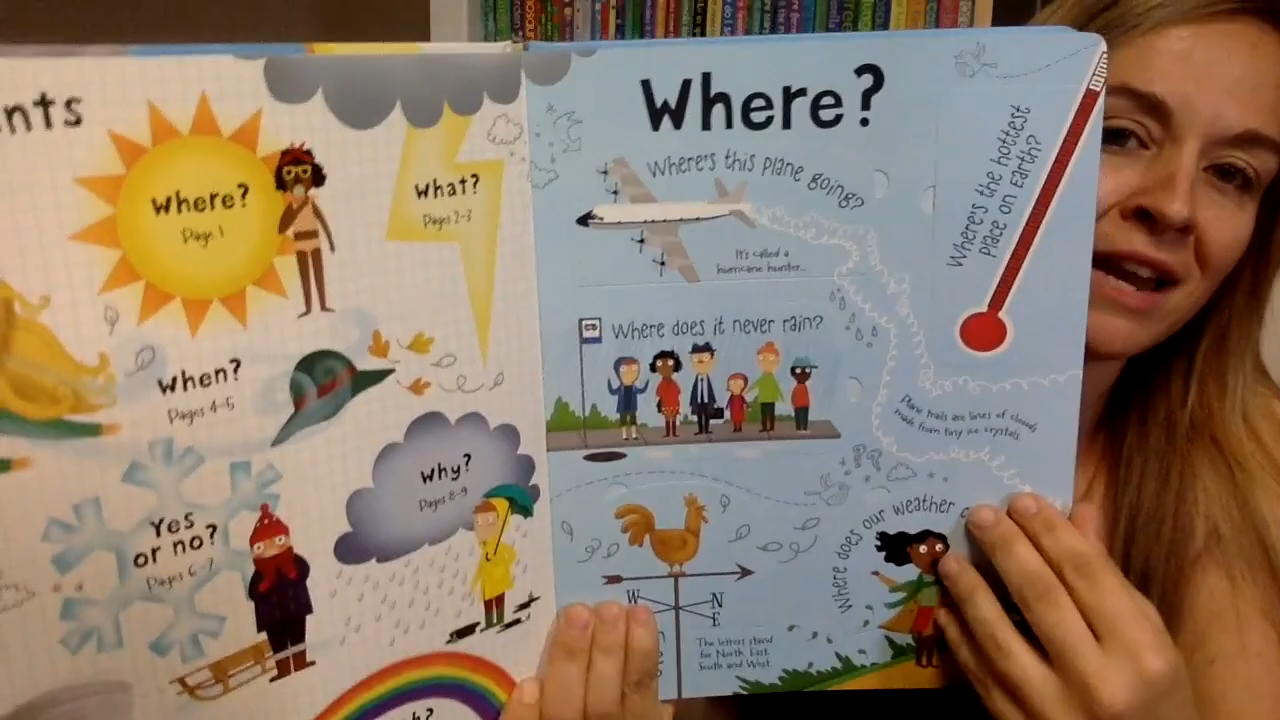 nts
Where?
Page 1
What?
Pages 2-3
When?
Pages 4-5
Yes
or no?
Pages 6-7
Why?
Pages 8-9
Where?
Where's this plane going?
It's called a
hurricane hunter...
Where's the hottest
place on Earth?
Where does it never rain?
Plane trails are lines of clouds
made from tiny ice crystals.
Where does our weather
W
N
E
The letters stand
for North, East,
South and West.